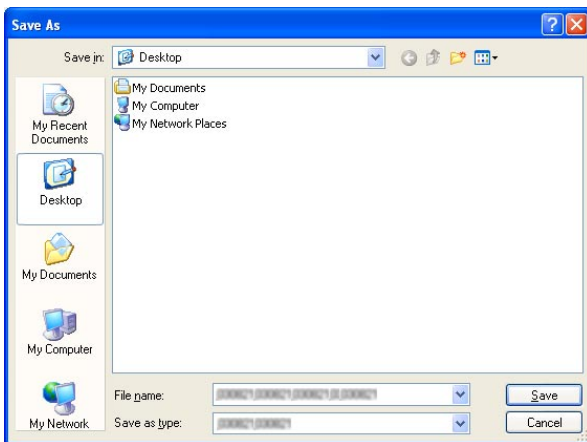 Save As
Save in:
Desktop
My Documents
My Computer
My Network Places
My Recent
Documents
Desktop
My Documents
My Computer
My Network
File name:
Save
Save as type:
Cancel